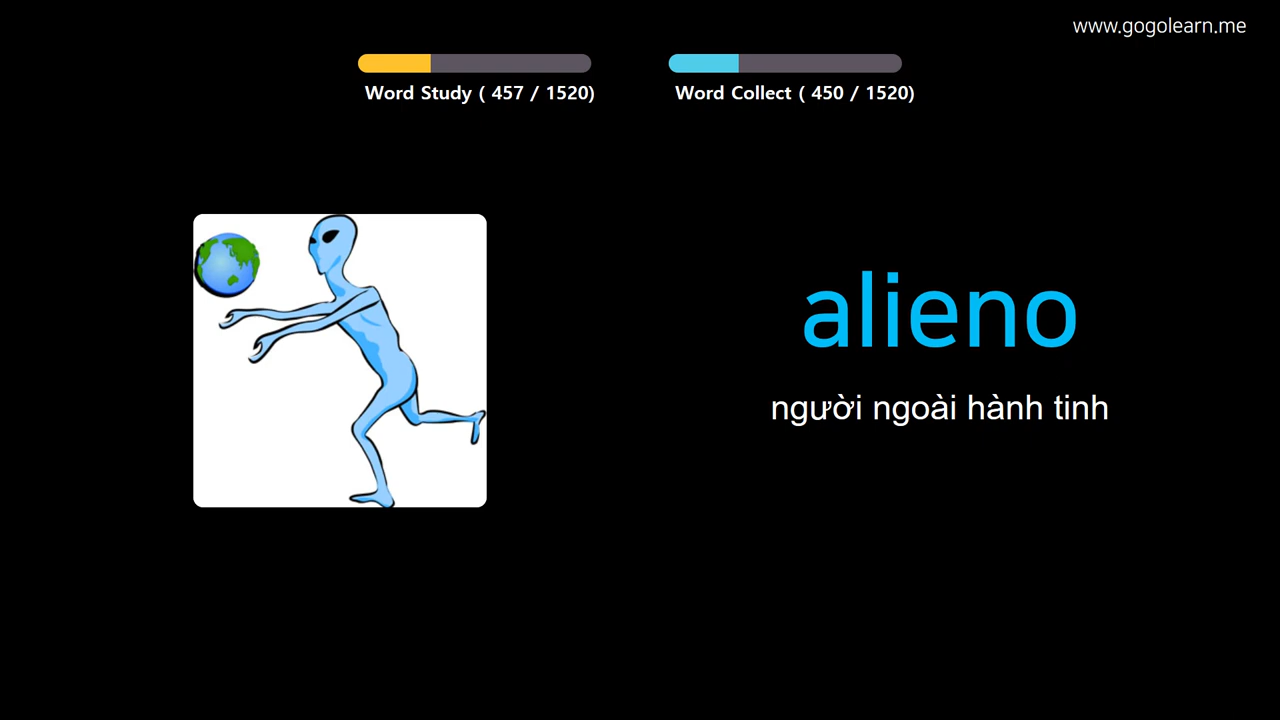 www.gogolearn.me
Word Study ( 457 / 1520)
Word Collect ( 450 / 1520)
alieno
người ngoài hành tinh